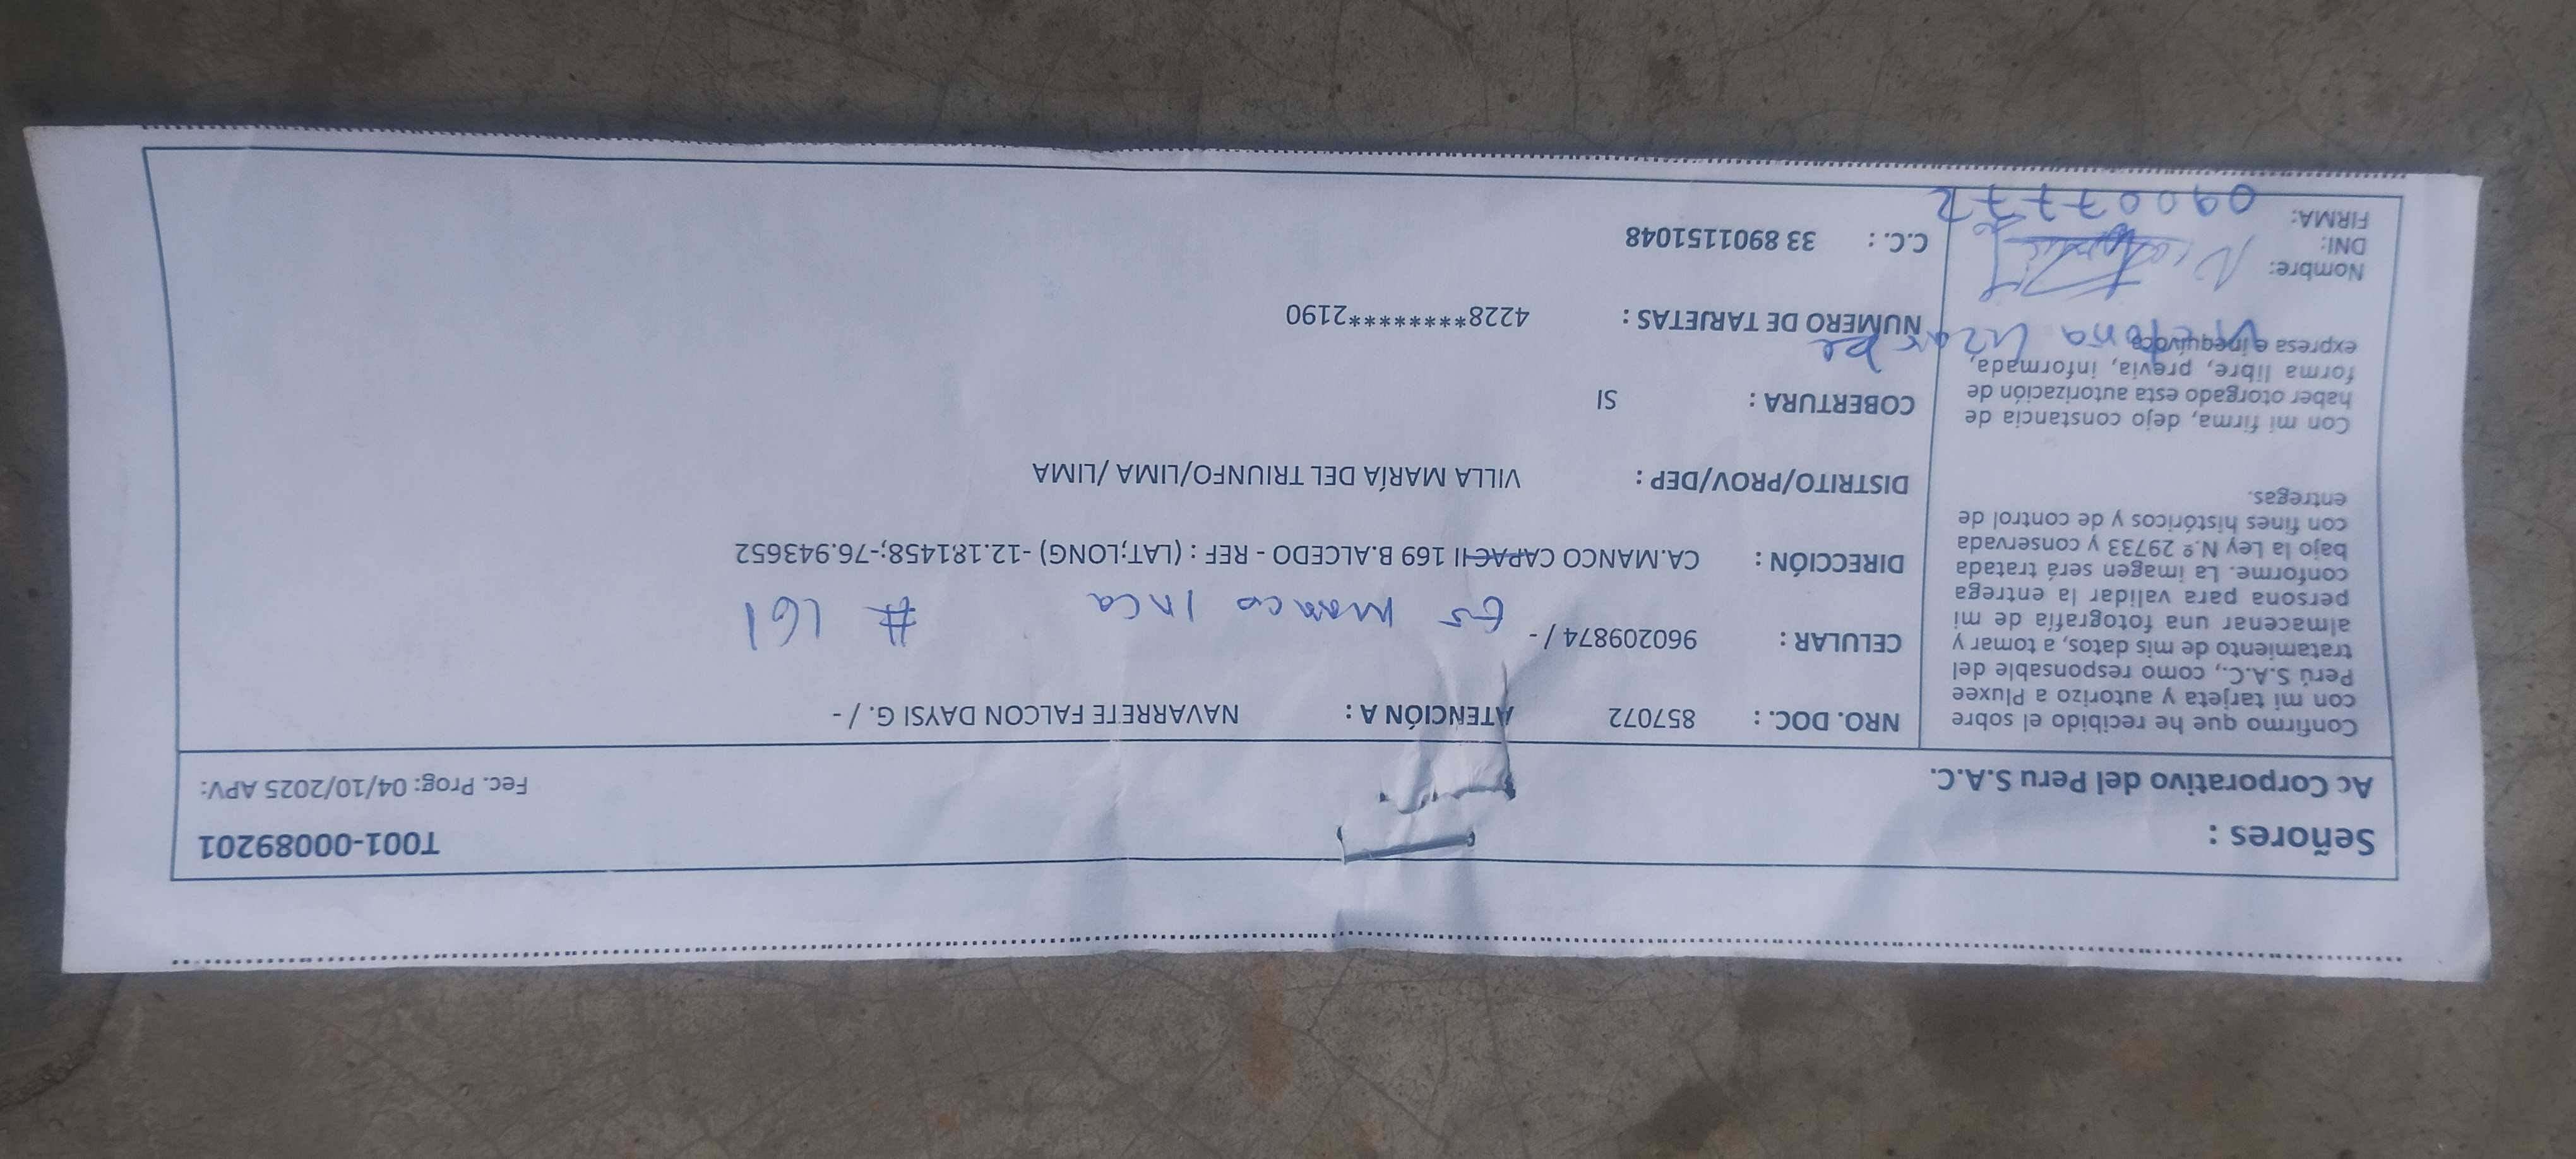 Señores :
T001-00089201
Ac Corporativo del Peru S.A.C.
Fec. Prog: 04/10/2025 APV:
Confirmo que he recibido el sobre
con mi tarjeta y autorizo a Pluxee
Perú S.A.C., como responsable del
tratamiento de mis datos, a tomar y
almacenar una fotografía de mi
persona para validar la entrega
conforme. La imagen será tratada
bajo la Ley N.º 29733 y conservada
con fines históricos y de control de
entregas.
Con mi firma, dejo constancia de
haber otorgado esta autorización de
forma libre, previa, informada,
expresa e inequívoca
Nombre:
DNI:
FIRMA:
NRO. DOC. : 857072 ATENCIÓN A : NAVARRETE FALCON DAYSI G. / -
CELULAR : 960209874 / -
Es Manco Inca # 161
DIRECCIÓN : CA.MANCO CAPAC II 169 B.ALCEDO - REF : (LAT;LONG) -12.181458;-76.943652
DISTRITO/PROV/DEP : VILLA MARÍA DEL TRIUNFO/LIMA /LIMA
COBERTURA : SI
NUMERO DE TARJETAS : 4228*********2190
C.C. : 33 8901151048